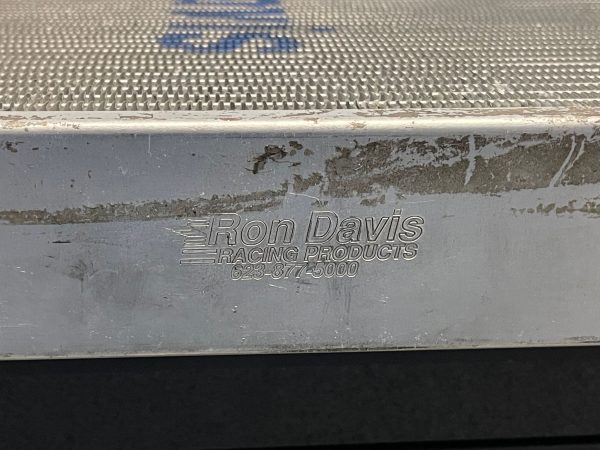 Ron Davis
RACING PRODUCTS
623-877-5000